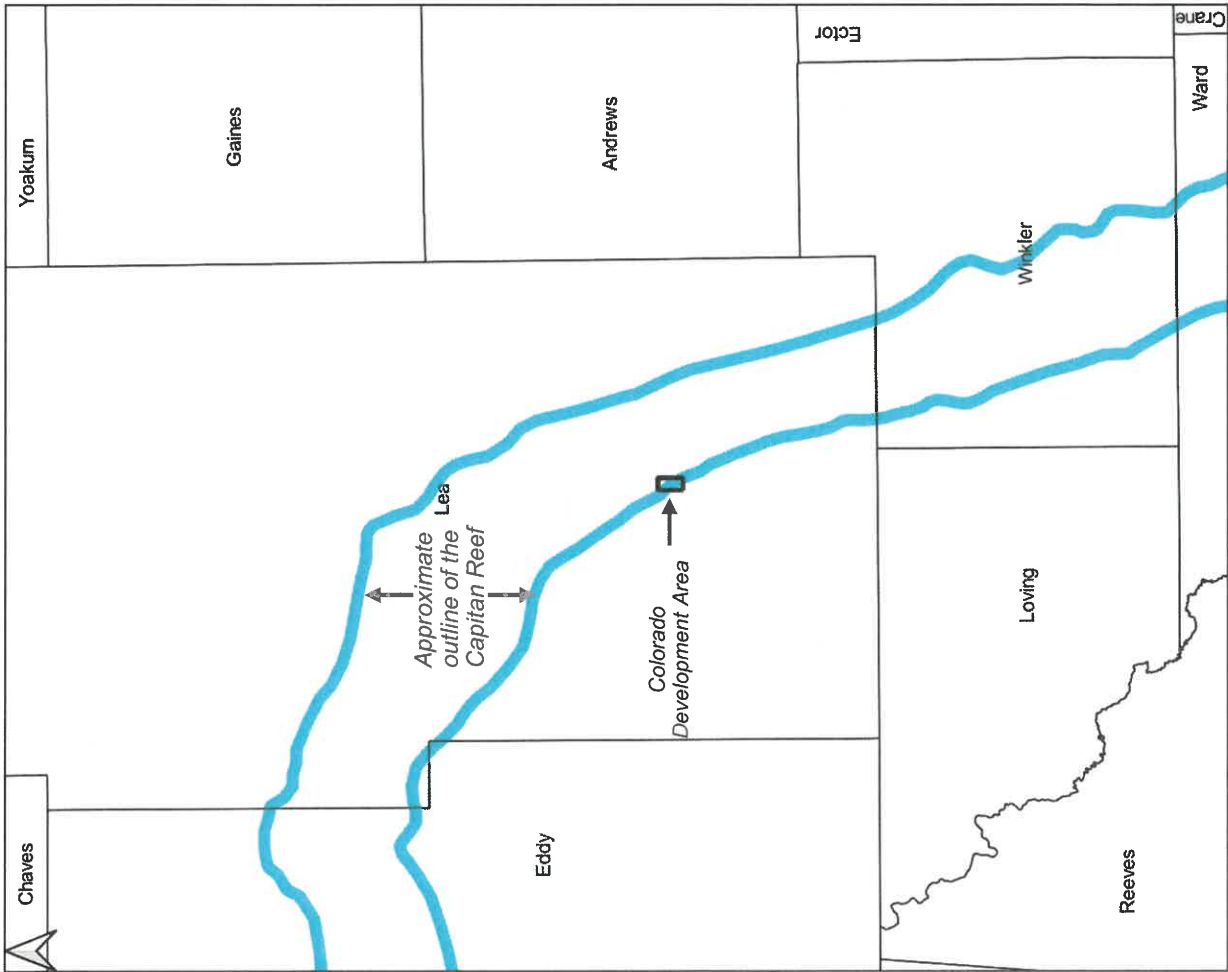 Chaves
Yoakum
Gaines
Andrews
Ector
Crane
Ward
Winkler
Lea
Approximate
outline of the
Capitan Reef
Colorado
Development Area
Eddy
Loving
Reeves